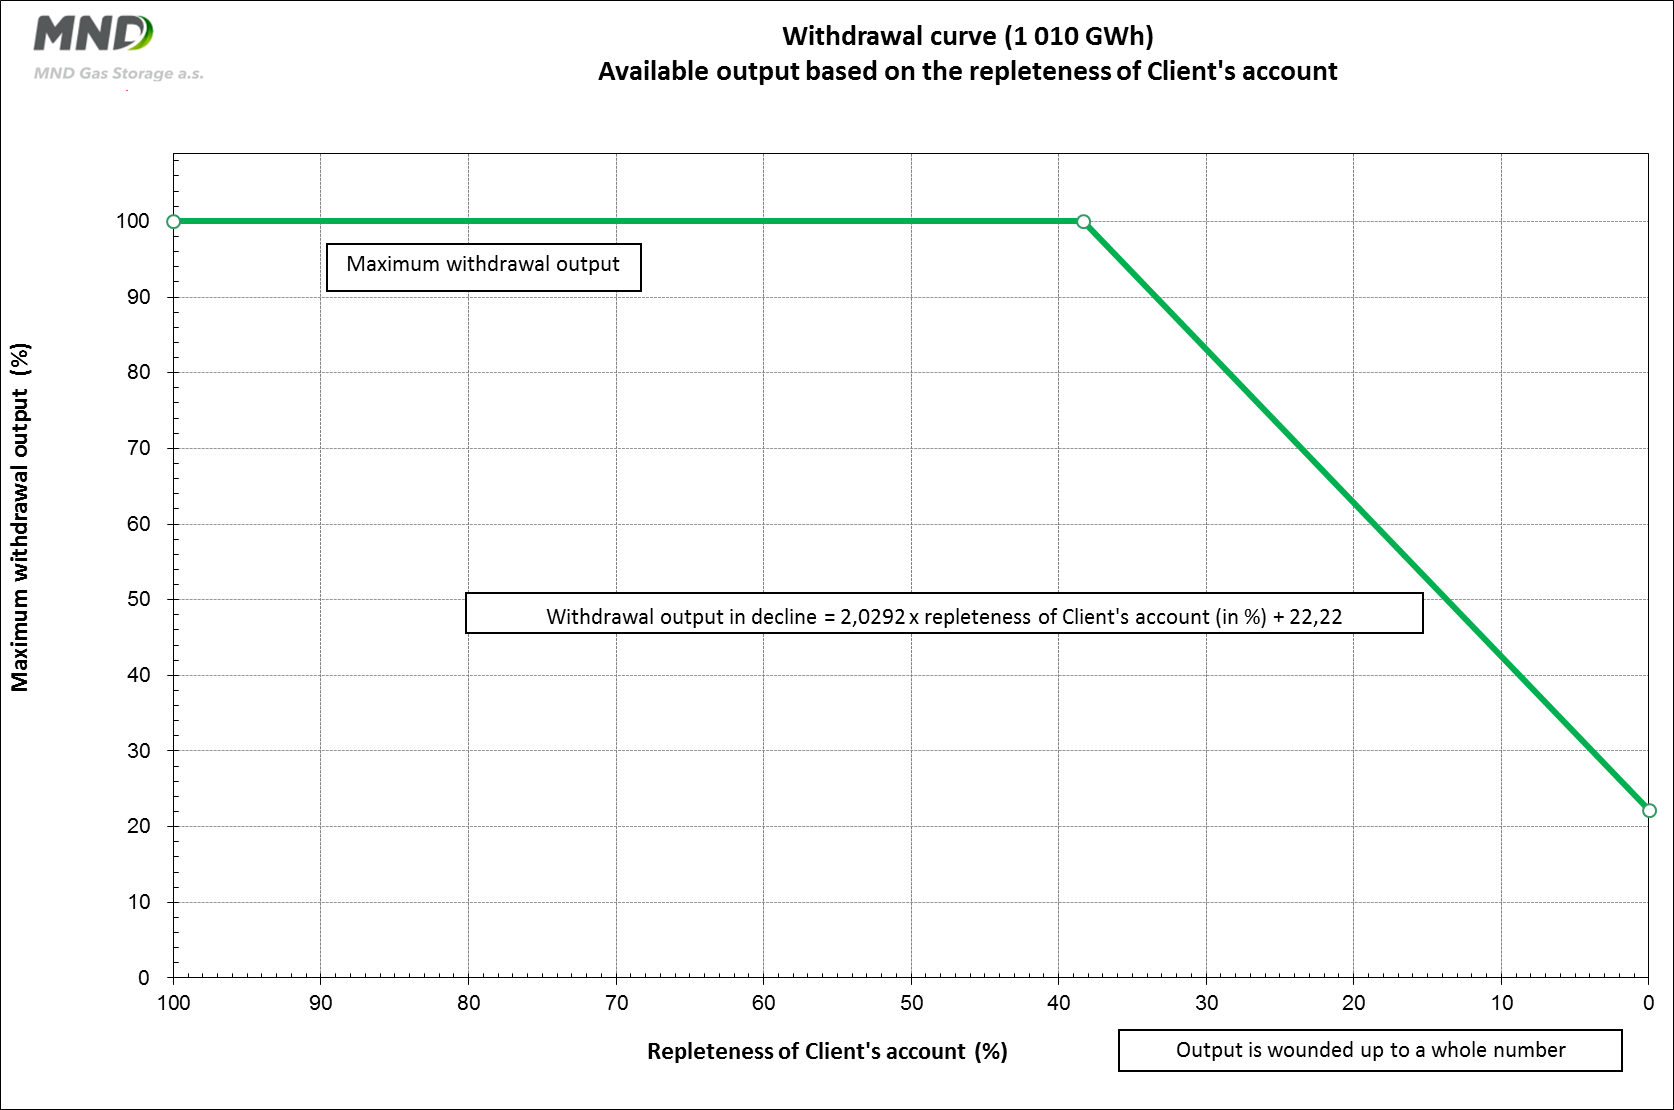 MND
MND Gas Storage a.s.
Withdrawal curve (1 010 GWh)
Available output based on the repleteness of Client's account
Maximum withdrawal output (%)
100
90
80
70
60
50
40
30
20
10
0
Maximum withdrawal output
Withdrawal output in decline = 2,0292 x repleteness of Client's account (in %) + 22,22
100 90 80 70 60 50 40 30 20 10 0
Repleteness of Client's account (%)
Output is wounded up to a whole number